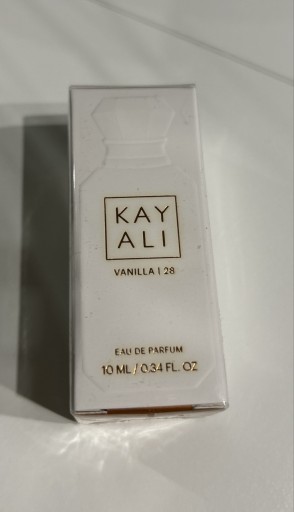 KAY
ALI
VANILLA | 28
EAU DE PARFUM
10 ML / 0.34 FL. OZ